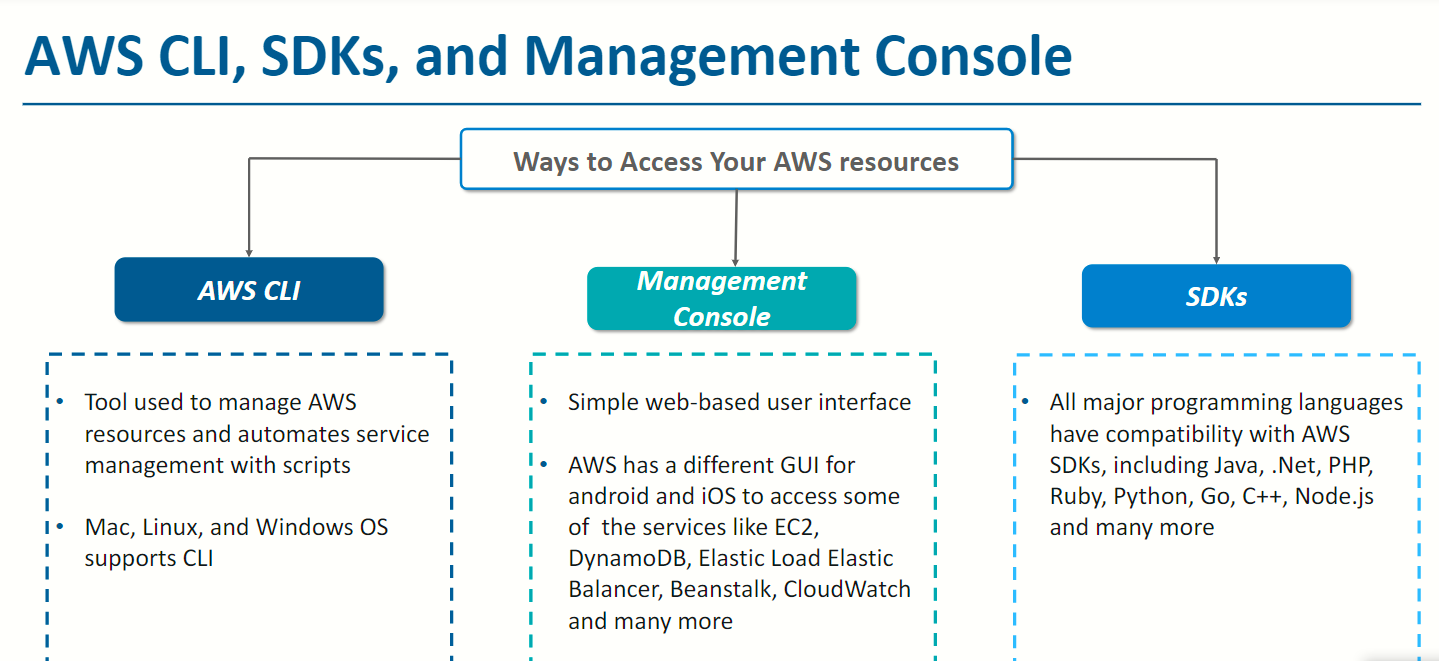 AWS CLI, SDKs, and Management Console
Ways to Access Your AWS resources
AWS CLI
Management
Console
SDKs
• Tool used to manage AWS
resources and automates service
management with scripts
• Mac, Linux, and Windows OS
supports CLI
• Simple web-based user interface
• AWS has a different GUI for
android and iOS to access some
of the services like EC2,
DynamoDB, Elastic Load Elastic
Balancer, Beanstalk, CloudWatch
and many more
• All major programming languages
have compatibility with AWS
SDKs, including Java, .Net, PHP,
Ruby, Python, Go, C++, Node.js
and many more